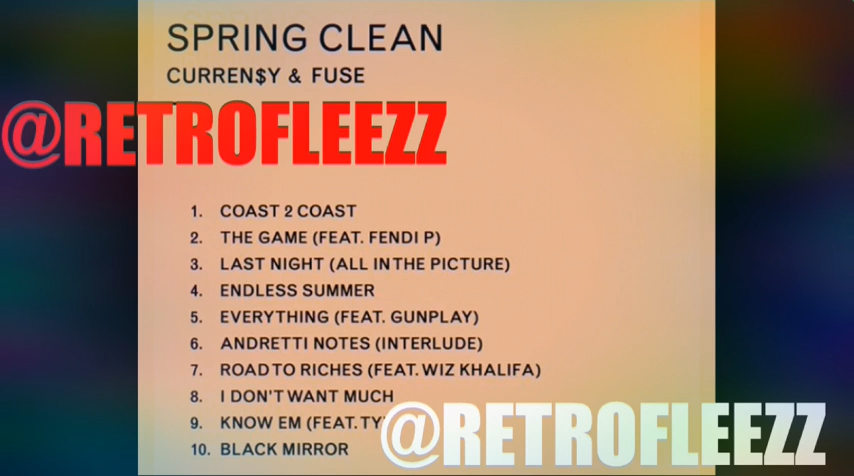 SPRING CLEAN
CURREN$Y & FUSE
@RETROFLEEZZ
1. COAST 2 COAST
2. THE GAME (FEAT. FENDI P)
3. LAST NIGHT (ALL IN THE PICTURE)
4. ENDLESS SUMMER
5. EVERYTHING (FEAT. GUNPLAY)
6. ANDRETTI NOTES (INTERLUDE)
7. ROAD TO RICHES (FEAT. WIZ KHALIFA)
8. I DON'T WANT MUCH
9. KNOW EM (FEAT.
@RETROFLEEZZ
10. BLACK MIRROR